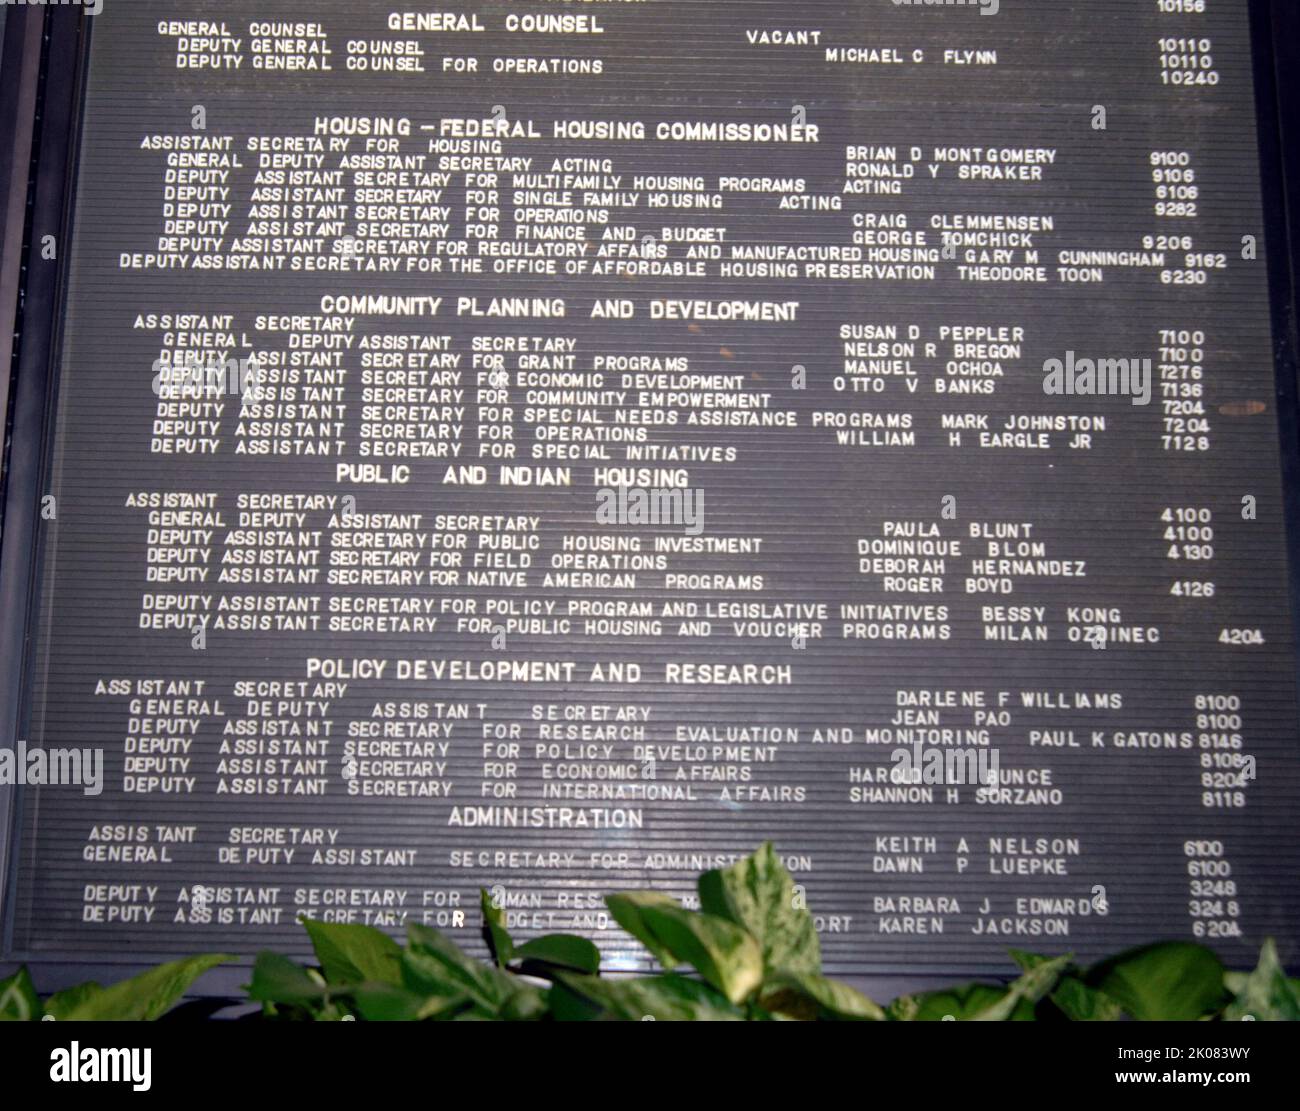 10156
GENERAL COUNSEL
GENERAL COUNSEL VACANT 10110
DEPUTY GENERAL COUNSEL MICHAEL C FLYNN 10110
DEPUTY GENERAL COUNSEL FOR OPERATIONS 10240
HOUSING - FEDERAL HOUSING COMMISSIONER
ASSISTANT SECRETARY FOR HOUSING BRIAN D MONTGOMERY 9100
GENERAL DEPUTY ASSISTANT SECRETARY ACTING RONALD Y SPRAKER 9106
DEPUTY ASSISTANT SECRETARY FOR MULTIFAMILY HOUSING PROGRAMS ACTING 6106
DEPUTY ASSISTANT SECRETARY FOR SINGLE FAMILY HOUSING ACTING 9282
DEPUTY ASSISTANT SECRETARY FOR OPERATIONS CRAIG CLEMMENSEN
DEPUTY ASSISTANT SECRETARY FOR FINANCE AND BUDGET GEORGE TOMCHICK 9206
DEPUTY ASSISTANT SECRETARY FOR REGULATORY AFFAIRS AND MANUFACTURED HOUSING GARY M CUNNINGHAM 9162
DEPUTY ASSISTANT SECRETARY FOR THE OFFICE OF AFFORDABLE HOUSING PRESERVATION THEODORE TOON 6230
COMMUNITY PLANNING AND DEVELOPMENT
ASSISTANT SECRETARY SUSAN D PEPPLER 7100
GENERAL DEPUTY ASSISTANT SECRETARY NELSON R BREGON 7100
DEPUTY ASSISTANT SECRETARY FOR GRANT PROGRAMS MANUEL OCHOA 7276
DEPUTY ASSISTANT SECRETARY FOR ECONOMIC DEVELOPMENT OTTO V BANKS 7136
DEPUTY ASSISTANT SECRETARY FOR COMMUNITY EMPOWERMENT 7204
DEPUTY ASSISTANT SECRETARY FOR SPECIAL NEEDS ASSISTANCE PROGRAMS MARK JOHNSTON 7204
DEPUTY ASSISTANT SECRETARY FOR OPERATIONS WILLIAM H EARGLE JR 7128
DEPUTY ASSISTANT SECRETARY FOR SPECIAL INITIATIVES
PUBLIC AND INDIAN HOUSING
ASSISTANT SECRETARY 4100
GENERAL DEPUTY ASSISTANT SECRETARY PAULA BLUNT 4100
DEPUTY ASSISTANT SECRETARY FOR PUBLIC HOUSING INVESTMENT DOMINIQUE BLOM 4130
DEPUTY ASSISTANT SECRETARY FOR FIELD OPERATIONS DEBORAH HERNANDEZ
DEPUTY ASSISTANT SECRETARY FOR NATIVE AMERICAN PROGRAMS ROGER BOYD 4126
DEPUTY ASSISTANT SECRETARY FOR POLICY PROGRAM AND LEGISLATIVE INITIATIVES BESSY KONG
DEPUTY ASSISTANT SECRETARY FOR PUBLIC HOUSING AND VOUCHER PROGRAMS MILAN OZDINEC 4204
POLICY DEVELOPMENT AND RESEARCH
ASSISTANT SECRETARY DARLENE F WILLIAMS 8100
GENERAL DEPUTY ASSISTANT SECRETARY JEAN PAO 8100
DEPUTY ASSISTANT SECRETARY FOR RESEARCH EVALUATION AND MONITORING PAUL K GATONS 8146
DEPUTY ASSISTANT SECRETARY FOR POLICY DEVELOPMENT 8108
DEPUTY ASSISTANT SECRETARY FOR ECONOMIC AFFAIRS HAROLD L BUNCE 8204
DEPUTY ASSISTANT SECRETARY FOR INTERNATIONAL AFFAIRS SHANNON H SORZANO 8118
ADMINISTRATION
ASSISTANT SECRETARY KEITH A NELSON 6100
GENERAL DEPUTY ASSISTANT SECRETARY FOR ADMINISTRATION DAWN P LUEPKE 6100
3248
DEPUTY ASSISTANT SECRETARY FOR BARBARA J EDWARDS 3248
DEPUTY ASSISTANT SECRETARY FOR AND KAREN JACKSON 6204
alamy
Image ID: 2K083WY
www.alamy.com